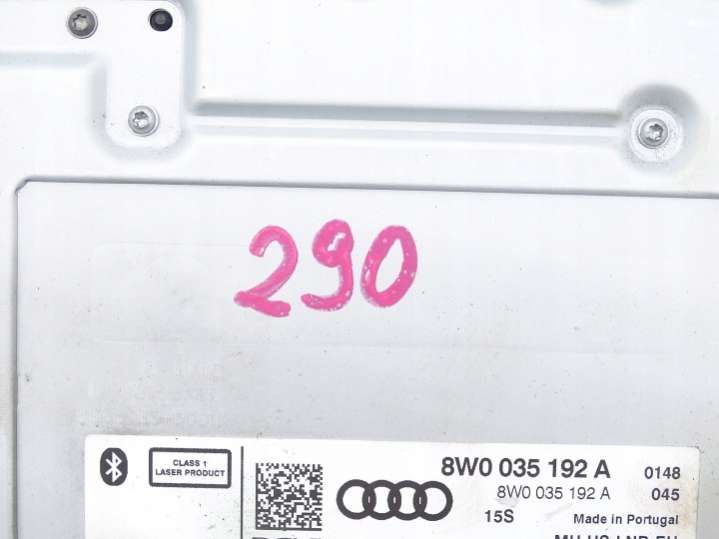 290
CLASS 1
LASER PRODUCT
8W0 035 192 A 0148
8W0 035 192 A 045
15S Made in Portugal